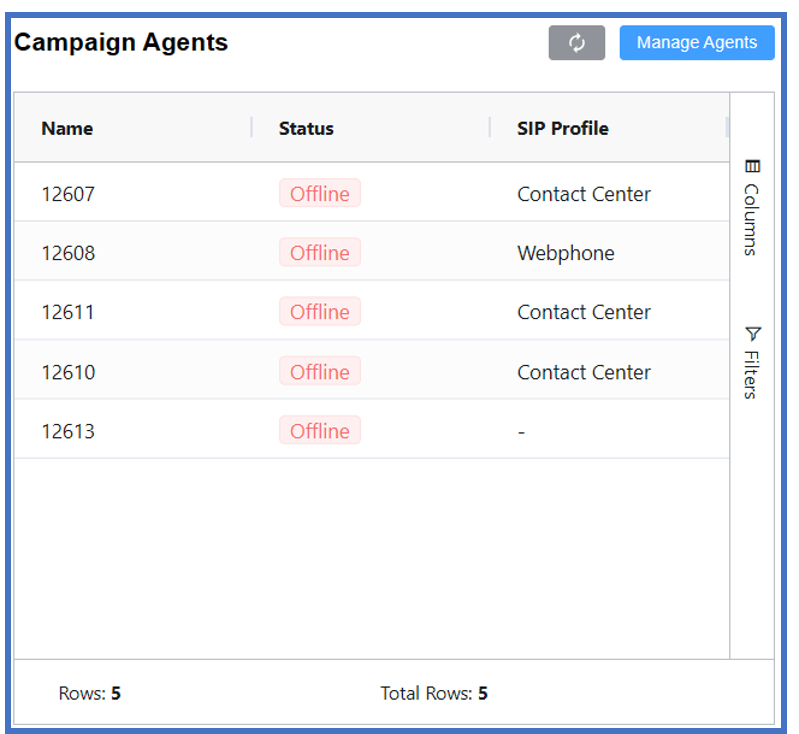 Campaign Agents
Manage Agents
Name Status SIP Profile
12607 Offline Contact Center
12608 Offline Webphone
12611 Offline Contact Center
12610 Offline Contact Center
12613 Offline -
Columns
Filters
Rows: 5 Total Rows: 5